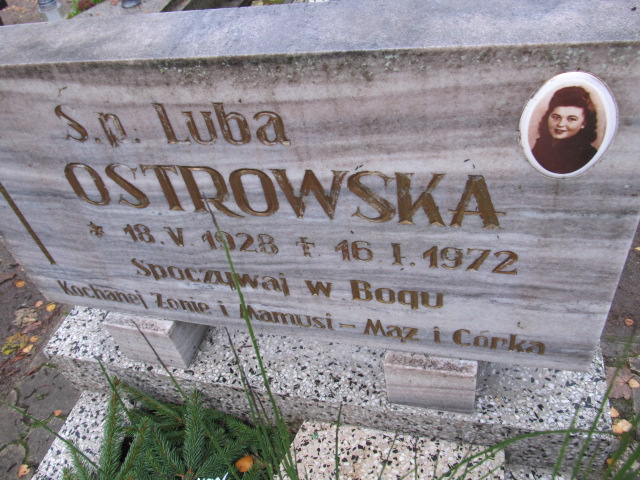 Ś.p. Luba
OSTROWSKA
* 18.V.1928 † 16.I.1972
Spoczywaj w Bogu
Kochanej Żonie i Mamusi – Mąż i Córka